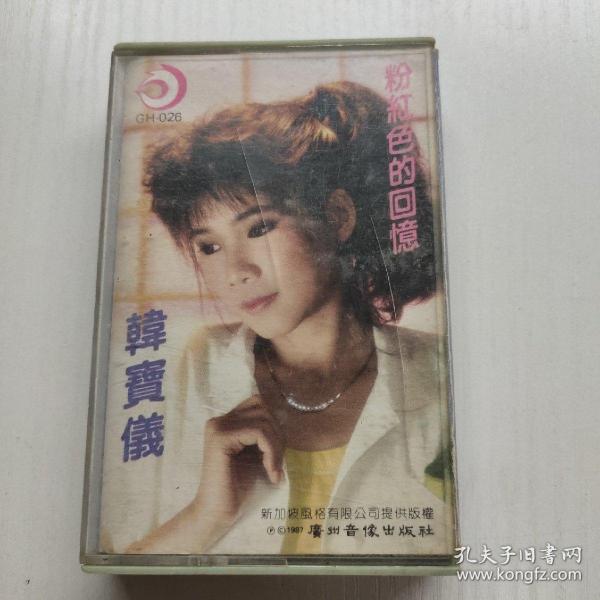 GH-026
粉紅色的回憶
韓寶儀
新加坡風格有限公司提供版權
Ⓟ©1987 廣州音像出版社
孔夫子旧书网
www.kongfz.com